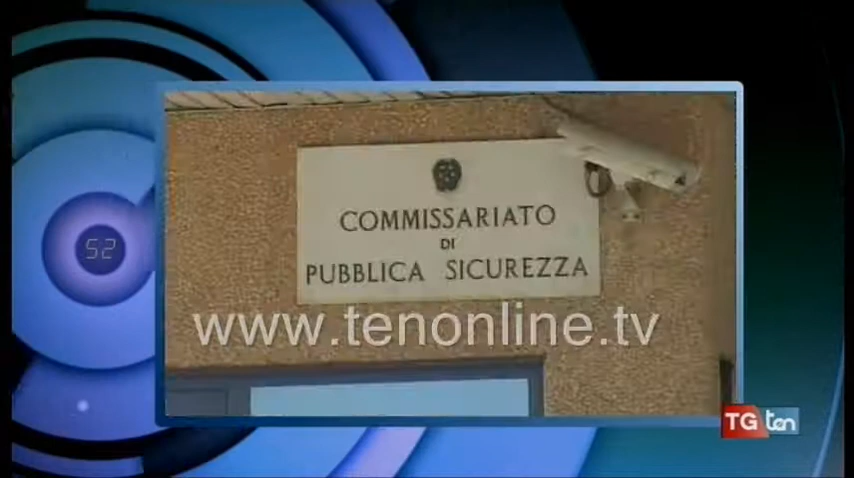 COMMISSARIATO
DI
PUBBLICA SICUREZZA
www.tenonline.tv
52
TG ten